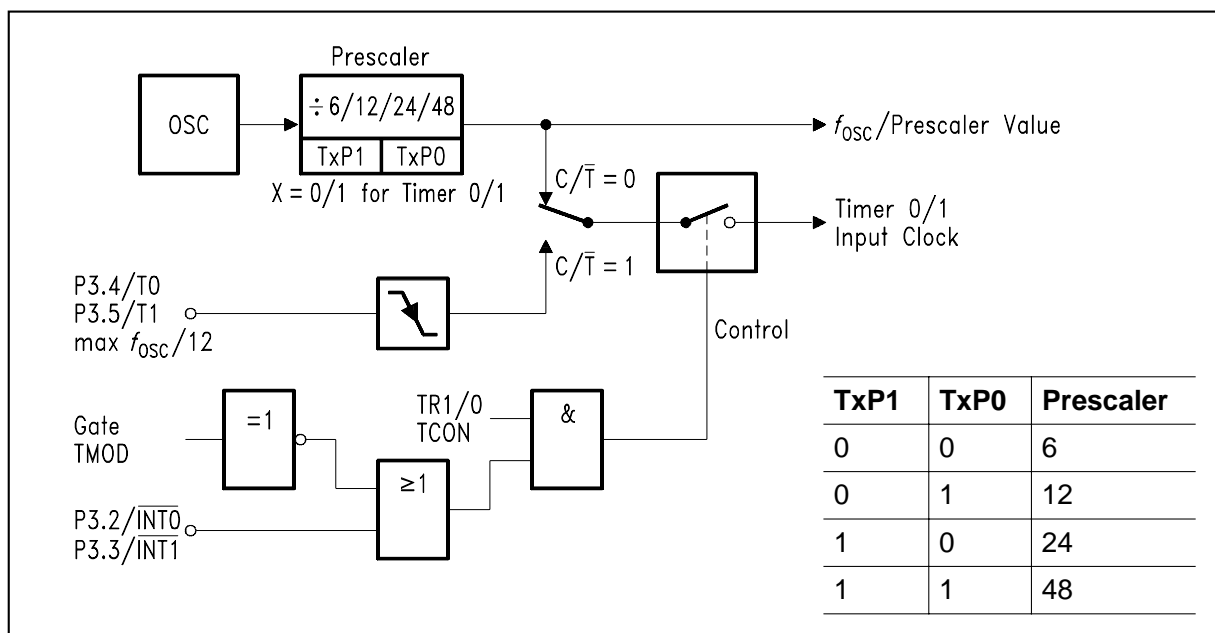 Prescaler
OSC
÷ 6/12/24/48
TxP1 TxP0
X = 0/1 for Timer 0/1
f_OSC/Prescaler Value
C/T̅ = 0
Timer 0/1
Input Clock
C/T̅ = 1
P3.4/T0
P3.5/T1
max f_OSC/12
Control
Gate
TMOD
=1
TR1/0
TCON
&
≥1
P3.2/I̅N̅T̅0̅
P3.3/I̅N̅T̅1̅
TxP1 TxP0 Prescaler
0 0 6
0 1 12
1 0 24
1 1 48